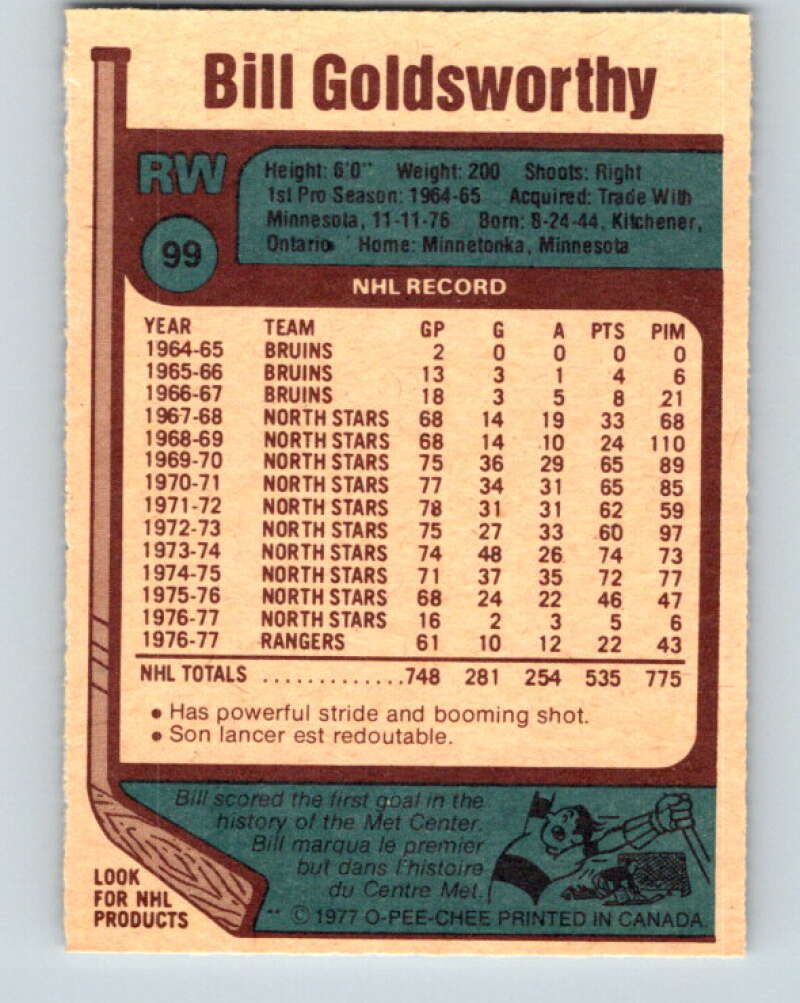 Bill Goldsworthy
RW
99
Height: 6'0" Weight: 200 Shoots: Right
1st Pro Season: 1964-65 Acquired: Trade With
Minnesota, 11-11-76 Born: 8-24-44, Kitchener,
Ontario Home: Minnetonka, Minnesota
NHL RECORD
YEAR TEAM GP G A PTS PIM
1964-65 BRUINS 2 0 0 0 0
1965-66 BRUINS 13 3 1 4 6
1966-67 BRUINS 18 3 5 8 21
1967-68 NORTH STARS 68 14 19 33 68
1968-69 NORTH STARS 68 14 10 24 110
1969-70 NORTH STARS 75 36 29 65 89
1970-71 NORTH STARS 77 34 31 65 85
1971-72 NORTH STARS 78 31 31 62 59
1972-73 NORTH STARS 75 27 33 60 97
1973-74 NORTH STARS 74 48 26 74 73
1974-75 NORTH STARS 71 37 35 72 77
1975-76 NORTH STARS 68 24 22 46 47
1976-77 NORTH STARS 16 2 3 5 6
1976-77 RANGERS 61 10 12 22 43
NHL TOTALS .............748 281 254 535 775
• Has powerful stride and booming shot.
• Son lancer est redoutable.
Bill scored the first goal in the
history of the Met Center.
Bill marqua le premier
but dans l'histoire
du Centre Met.
LOOK
FOR NHL
PRODUCTS
** © 1977 O-PEE-CHEE PRINTED IN CANADA.